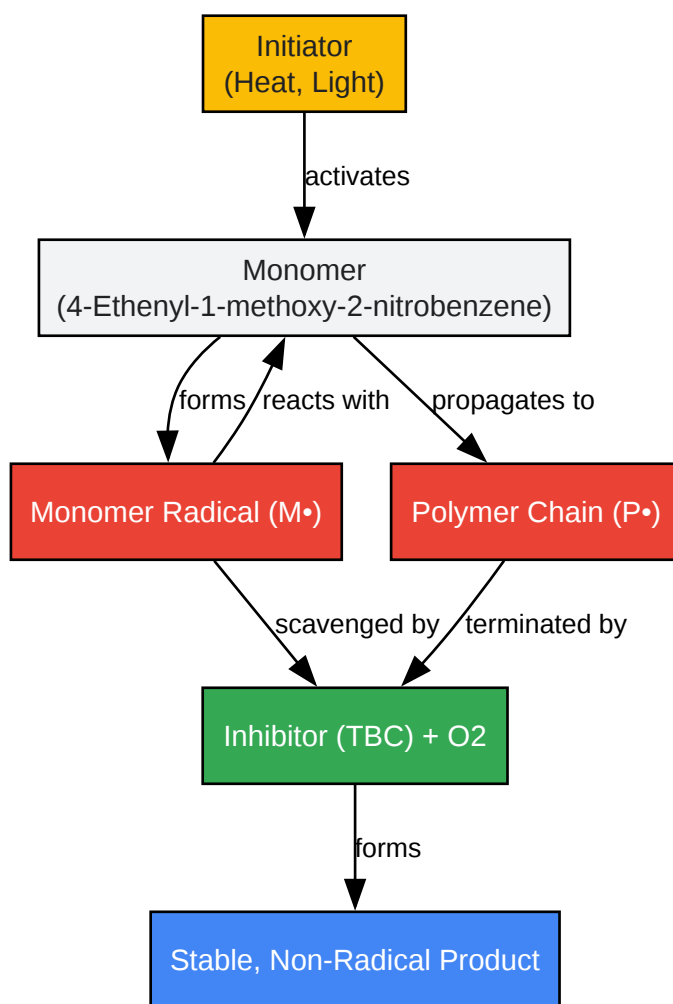 Initiator
(Heat, Light)
activates
Monomer
(4-Ethenyl-1-methoxy-2-nitrobenzene)
forms
reacts with
propagates to
Monomer Radical (M•)
Polymer Chain (P•)
scavenged by
terminated by
Inhibitor (TBC) + O2
forms
Stable, Non-Radical Product